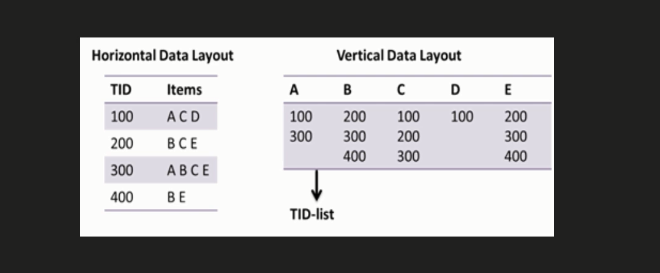 Horizontal Data Layout
TID Items
100 A C D
200 B C E
300 A B C E
400 B E
Vertical Data Layout
A B C D E
100 200 100 100 200
300 300 200 300
400 300 400
TID-list